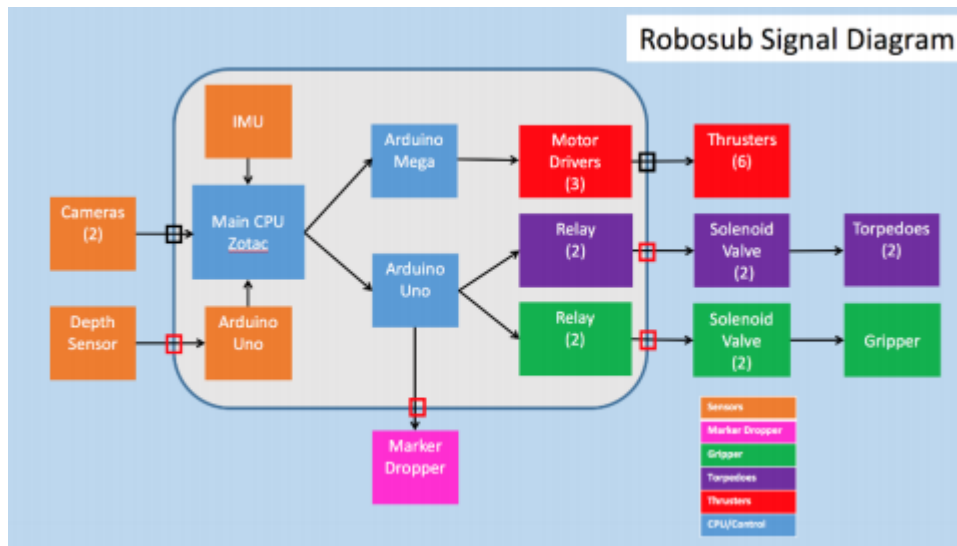 Robosub Signal Diagram
IMU
Arduino
Mega
Motor
Drivers
(3)
Thrusters
(6)
Cameras
(2)
Main CPU
Zotac
Relay
(2)
Solenoid
Valve
(2)
Torpedoes
(2)
Arduino
Uno
Depth
Sensor
Arduino
Uno
Relay
(2)
Solenoid
Valve
(2)
Gripper
Marker
Dropper
Sensors
Marker Dropper
Gripper
Torpedoes
Thrusters
CPU/Control